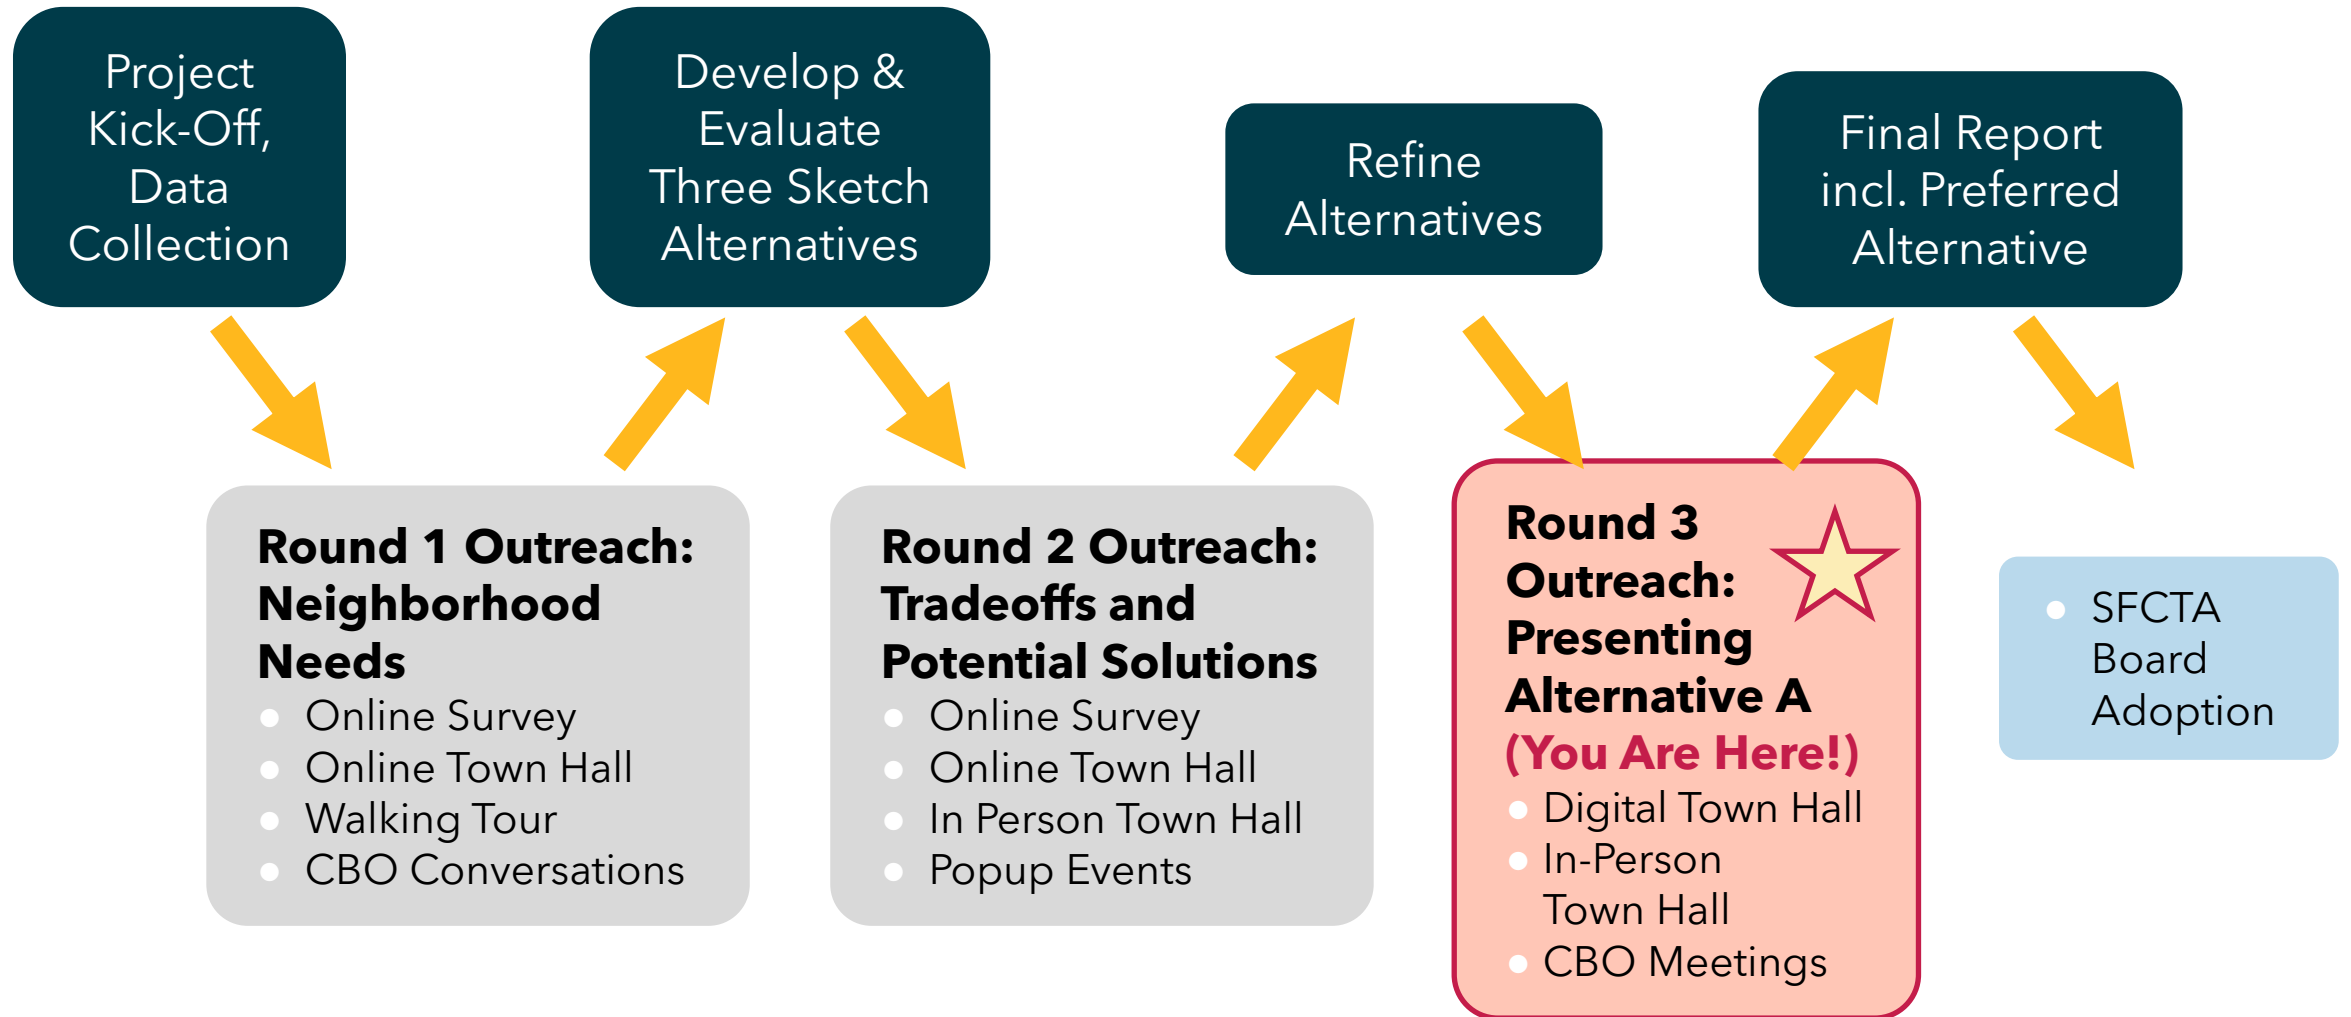 Project
Kick-Off,
Data
Collection
Round 1 Outreach:
Neighborhood
Needs
Online Survey
Online Town Hall
Walking Tour
CBO Conversations
Develop &
Evaluate
Three Sketch
Alternatives
Round 2 Outreach:
Tradeoffs and
Potential Solutions
Online Survey
Online Town Hall
In Person Town Hall
Popup Events
Refine
Alternatives
Round 3
Outreach:
Presenting
Alternative A
(You Are Here!)
Digital Town Hall
In-Person
Town Hall
CBO Meetings
Final Report
incl. Preferred
Alternative
SFCTA
Board
Adoption